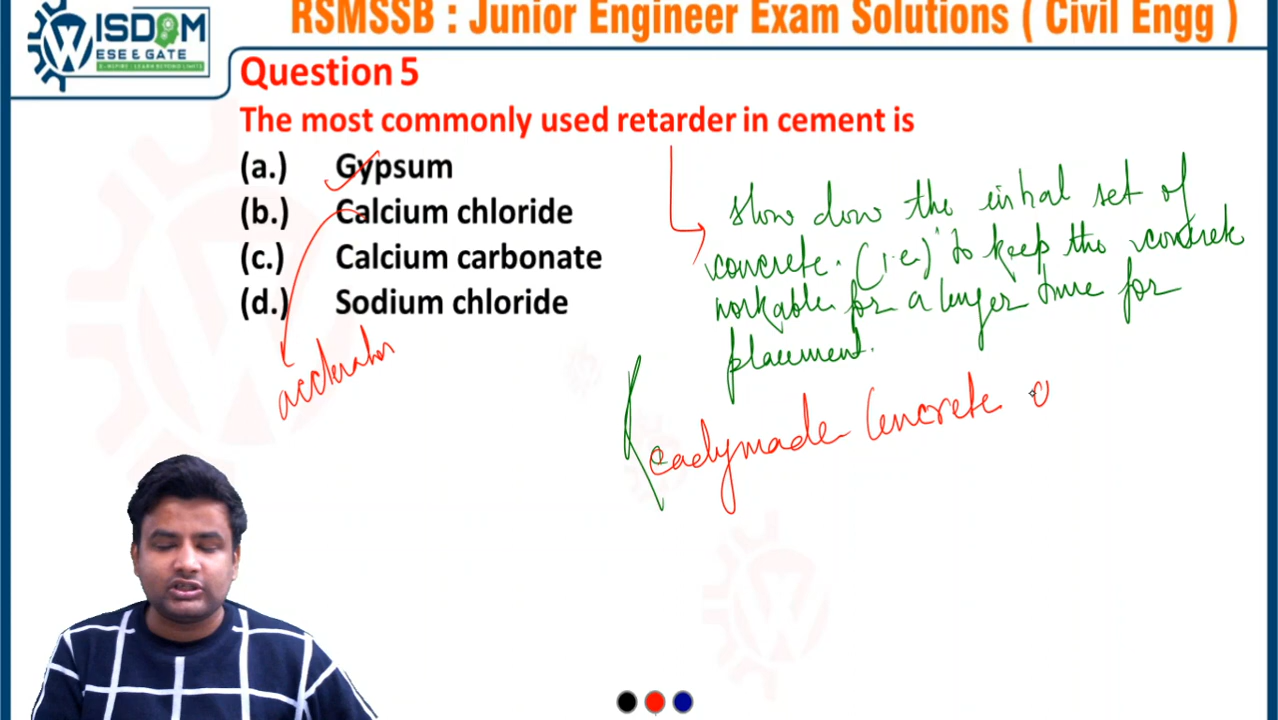 RSMSSB : Junior Engineer Exam Solutions ( Civil Engg )
WISDOM
ESE & GATE
Question 5
The most commonly used retarder in cement is
(a.) Gypsum
(b.) Calcium chloride
(c.) Calcium carbonate
(d.) Sodium chloride
slow down the initial set of
concrete. (i.e.) to keep the concrete
workable for a longer time for
placement.
Readymade Concrete